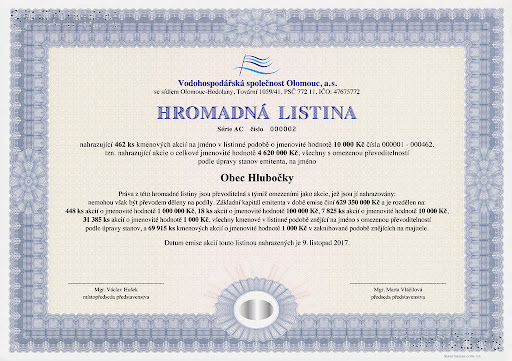 Vodohospodářská společnost Olomouc, a.s.
se sídlem Olomouc-Hodolany, Tovární 1059/41, PSČ 772 11, IČO: 47675772
HROMADNÁ LISTINA
Série AC číslo 000002
nahrazující 462 ks kmenových akcií na jméno v listinné podobě o jmenovité hodnotě 10 000 Kč čísla 000001 - 000462,
tzn. nahrazující akcie o celkové jmenovité hodnotě 4 620 000 Kč, všechny s omezenou převoditelností
podle úpravy stanov emitenta, na jméno
Obec Hlubočky
Práva z této hromadné listiny jsou převoditelná s týmiž omezeními jako akcie, jež jsou jí nahrazovány:
nemohou však být převodem děleny na podíly. Základní kapitál emitenta v době emise činí 629 350 000 Kč a je rozdělen na:
448 ks akcií o jmenovité hodnotě 1 000 000 Kč, 18 ks akcií o jmenovité hodnotě 100 000 Kč, 7 825 ks akcií o jmenovité hodnotě 10 000 Kč,
31 385 ks akcií o jmenovité hodnotě 1 000 Kč, všechny kmenové v listinné podobě znějící na jméno s omezenou převoditelností
podle úpravy stanov, a 69 915 ks kmenových akcií o jmenovité hodnotě 1 000 Kč v zaknihované podobě znějících na majitele.
Datum emise akcií touto listinou nahrazených je 9. listopad 2017.
Mgr. Václav Hošek
místopředseda představenstva
Mgr. Marta Vláčilová
předseda představenstva